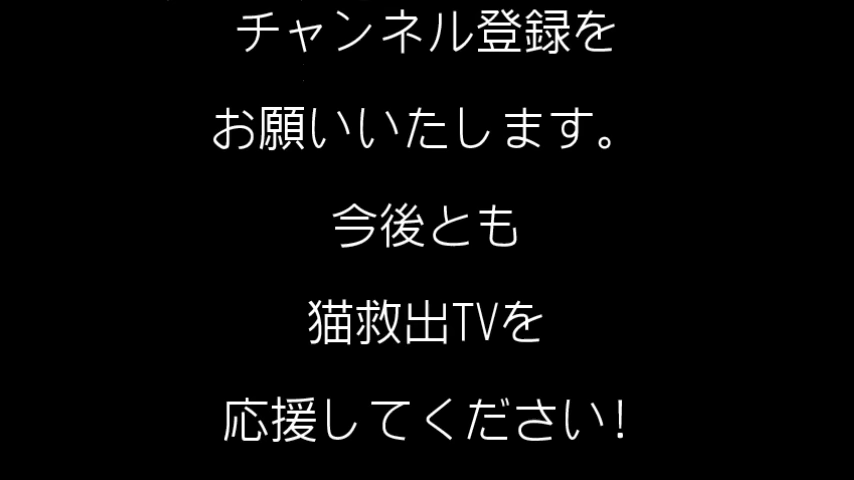 チャンネル登録を
お願いいたします。
今後とも
猫救出TVを
応援してください!